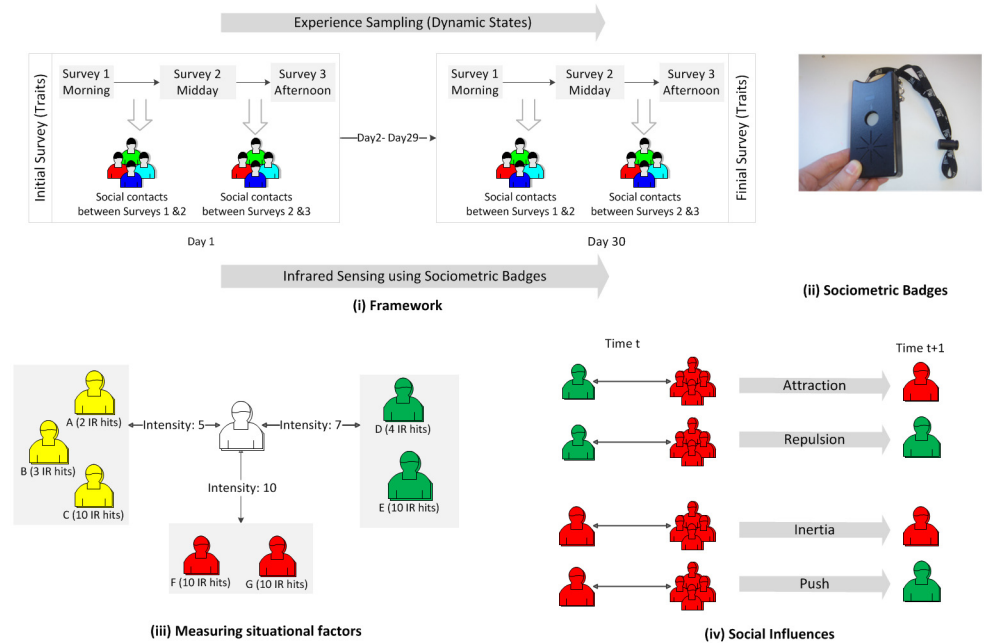 Experience Sampling (Dynamic States)
Initial Survey (Traits)
Survey 1
Morning
Survey 2
Midday
Survey 3
Afternoon
Social contacts
between Surveys 1 &2
Social contacts
between Surveys 2 &3
Day 1
Day2- Day29
Survey 1
Morning
Survey 2
Midday
Survey 3
Afternoon
Social contacts
between Surveys 1 &2
Social contacts
between Surveys 2 &3
Finial Survey (Traits)
Day 30
Infrared Sensing using Sociometric Badges
(i) Framework
(ii) Sociometric Badges
A (2 IR hits)
B (3 IR hits)
C (10 IR hits)
Intensity: 5
Intensity: 7
D (4 IR hits)
E (10 IR hits)
Intensity: 10
F (10 IR hits)
G (10 IR hits)
(iii) Measuring situational factors
Time t
Time t+1
Attraction
Repulsion
Inertia
Push
(iv) Social Influences